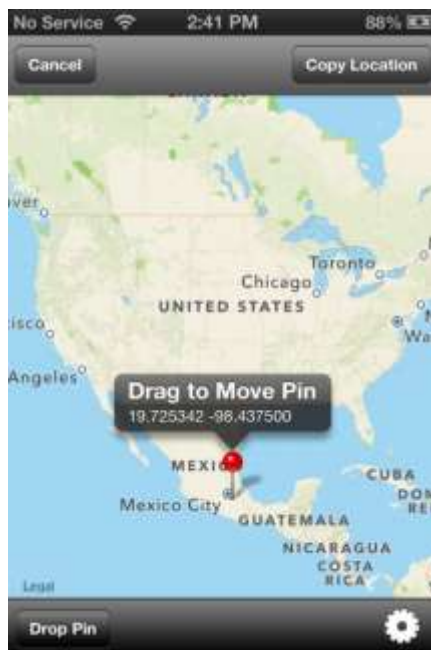 No Service 2:41 PM 88%
Cancel Copy Location
Toronto
Chicago
UNITED STATES
Angeles
Drag to Move Pin
19.725342 -98.437500
MEXIC
CUBA
Mexico City
GUATEMALA
NICARAGUA
COSTA
RICA
Legal
Drop Pin